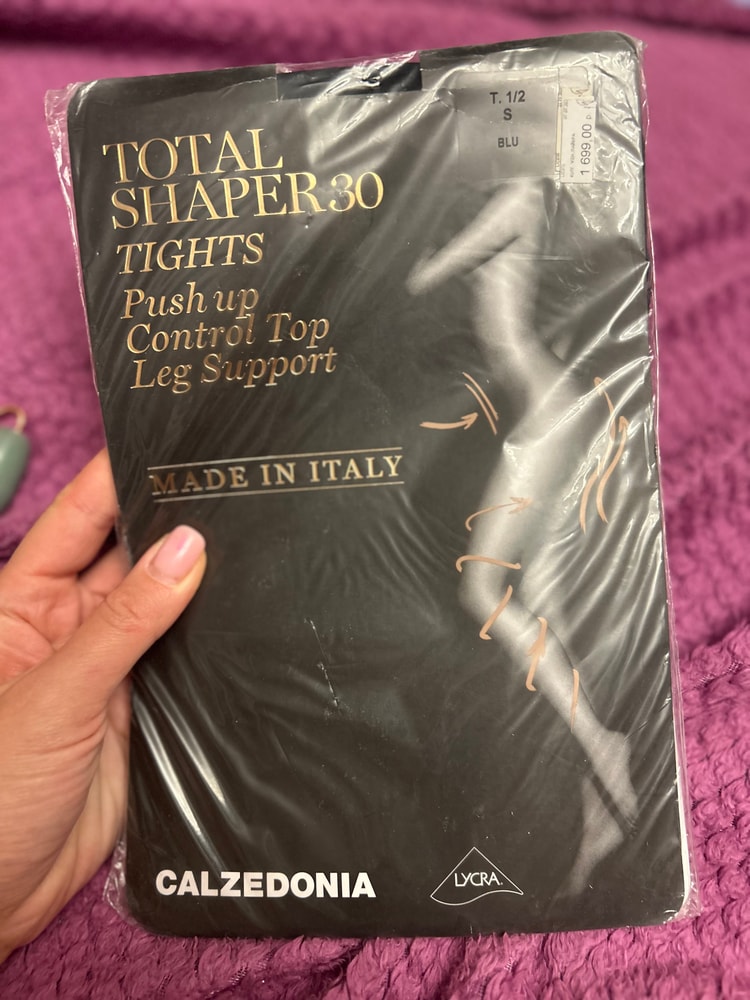 TOTAL
SHAPER 30
TIGHTS
Push up
Control Top
Leg Support
MADE IN ITALY
T. 1/2
S
BLU
1 699.00
CALZEDONIA
LYCRA